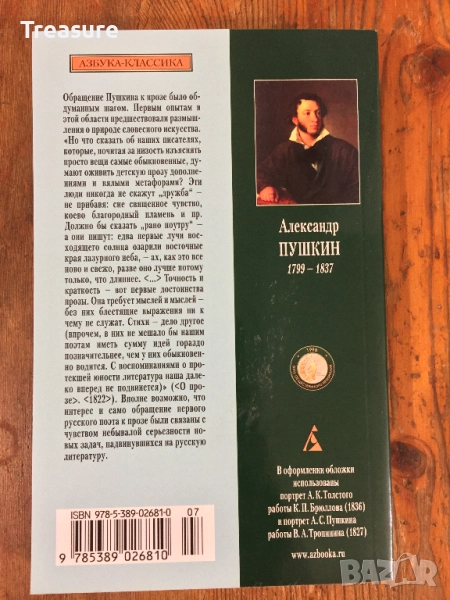 Treasure
АЗБУКА-КЛАССИКА
Обращение Пушкина к прозе было об-
думанным шагом. Первым опытам в
этой области предшествовали размыш-
ления о природе словесного искусства.
«Но что сказать об наших писателях,
которые, почитая за низость изъяснять
просто вещи самые обыкновенные, ду-
мают оживить детскую прозу дополне-
ниями и вялыми метафорами? Эти
люди никогда не скажут „дружба“ –
не прибавя: сие священное чувство,
коего благородный пламень и пр.
Должно бы сказать „рано поутру“ –
а они пишут: едва первые лучи вос-
ходящего солнца озарили восточные
края лазурного неба, – ах, как это все
ново и свежо, разве оно лучше потому
только, что длиннее. <...> Точность и
краткость – вот первые достоинства
прозы. Она требует мыслей и мыслей –
без них блестящие выражения ни к
чему не служат. Стихи – дело другое
(впрочем, в них не мешало бы нашим
поэтам иметь сумму идей гораздо
позначительнее, чем у них обыкновен-
но водится. С воспоминаниями о про-
текшей юности литература наша дале-
ко вперед не подвинется)» («О про-
зе». <1822>). Вполне возможно, что
интерес и само обращение первого
русского поэта к прозе были связаны с
чувством небывалой серьезности но-
вых задач, надвинувшихся на русскую
литературу.
ISBN 978-5-389-02681-0
07
9 785389 026810
Александр
ПУШКИН
1799 – 1837
В оформлении обложки
использованы
портрет А. К. Толстого
работы К. П. Брюллова (1836)
и портрет А. С. Пушкина
работы В. А. Тропинина (1827)
www.azbooka.ru
BAZAR